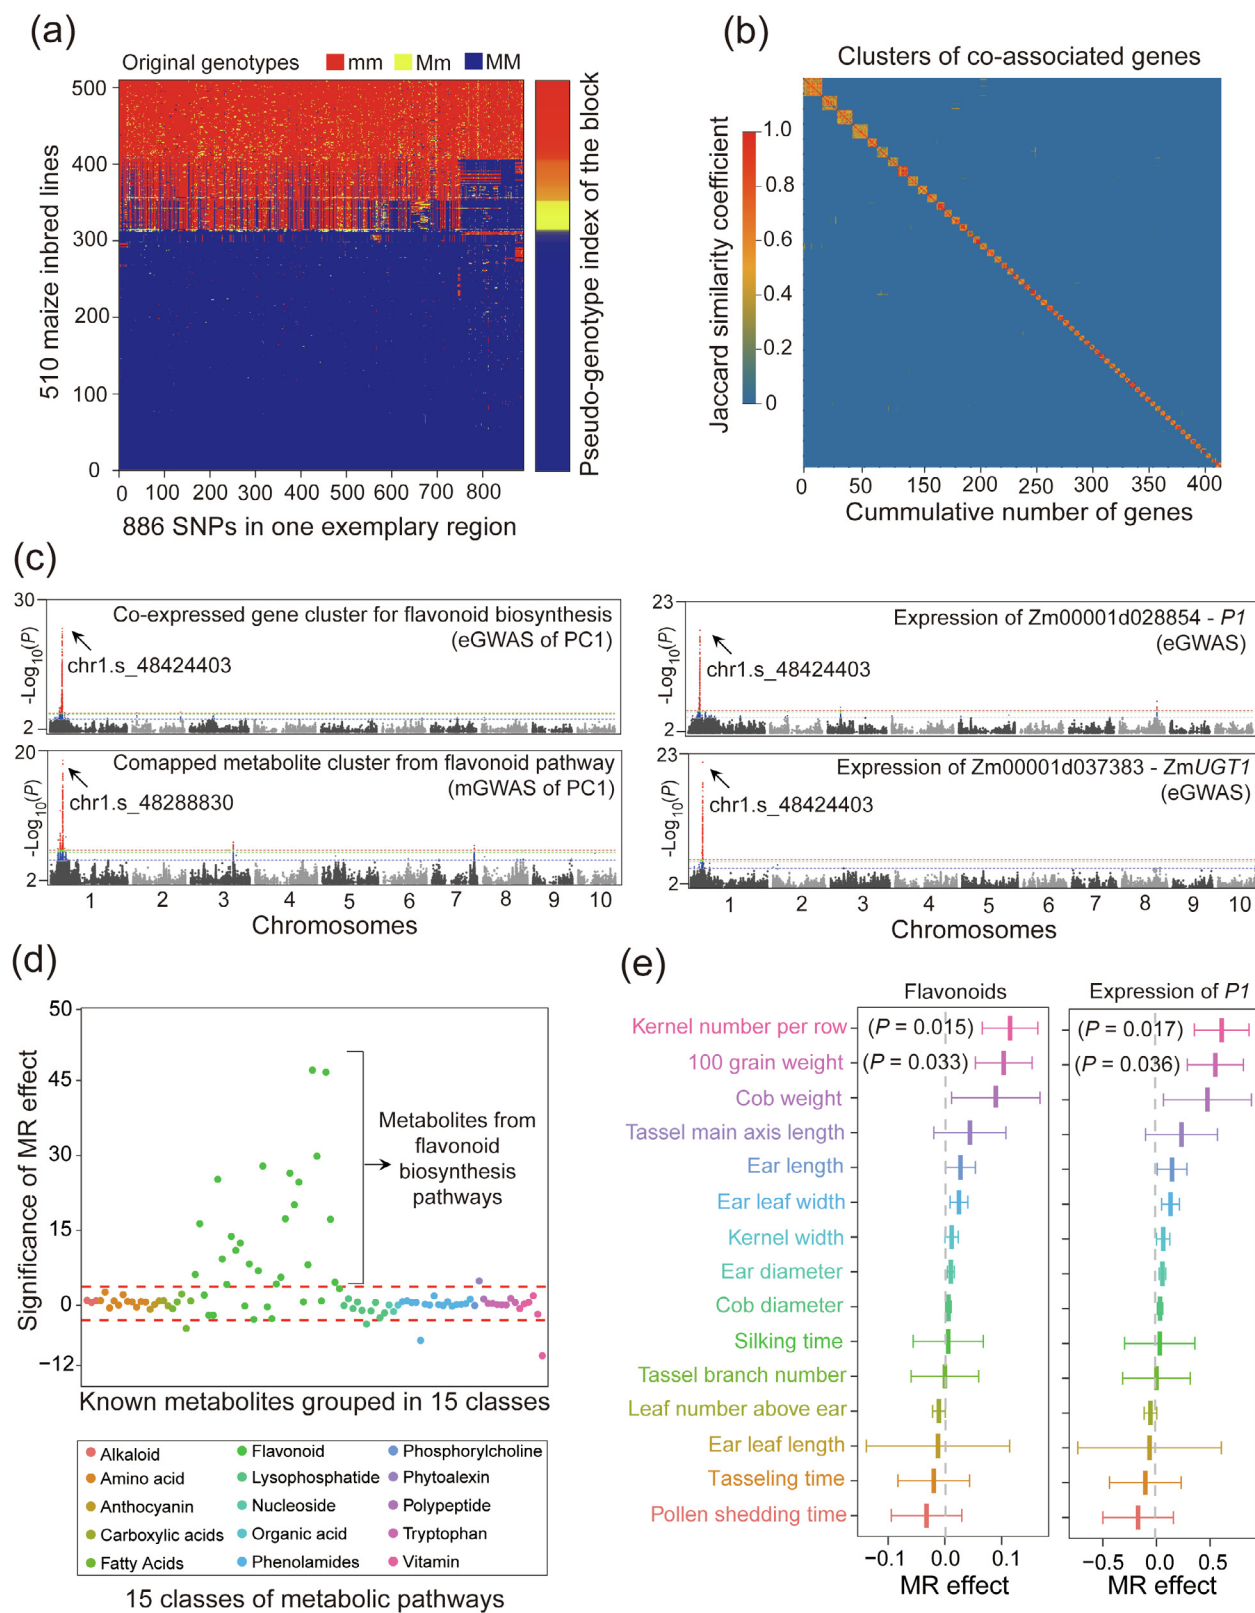 (a)
Original genotypes mm Mm MM
500
400
300
200
100
0
510 maize inbred lines
0 100 200 300 400 500 600 700 800
886 SNPs in one exemplary region
Pseudo-genotype index of the block
(b)
Clusters of co-associated genes
Jaccard similarity coefficient
1.0
0.8
0.6
0.4
0.2
0
0 50 150 200 250 300 350 400
Cummulative number of genes
(c)
30
-Log10(P)
2
Co-expressed gene cluster for flavonoid biosynthesis
(eGWAS of PC1)
chr1.s_48424403
20
-Log10(P)
2
Comapped metabolite cluster from flavonoid pathway
(mGWAS of PC1)
chr1.s_48288830
1 2 3 4 5 6 7 8 9 10
Chromosomes
23
-Log10(P)
2
Expression of Zm00001d028854 - P1
(eGWAS)
chr1.s_48424403
23
-Log10(P)
2
Expression of Zm00001d037383 - ZmUGT1
(eGWAS)
chr1.s_48424403
1 2 3 4 5 6 7 8 9 10
Chromosomes
(d)
Significance of MR effect
50
45
30
15
0
−12
Metabolites from
flavonoid
biosynthesis
pathways
Known metabolites grouped in 15 classes
Alkaloid
Amino acid
Anthocyanin
Carboxylic acids
Fatty Acids
Flavonoid
Lysophosphatide
Nucleoside
Organic acid
Phenolamides
Phosphorylcholine
Phytoalexin
Polypeptide
Tryptophan
Vitamin
15 classes of metabolic pathways
(e)
Flavonoids
Expression of P1
Kernel number per row (P = 0.015) (P = 0.017)
100 grain weight (P = 0.033) (P = 0.036)
Cob weight
Tassel main axis length
Ear length
Ear leaf width
Kernel width
Ear diameter
Cob diameter
Silking time
Tassel branch number
Leaf number above ear
Ear leaf length
Tasseling time
Pollen shedding time
−0.1 0.0 0.1
MR effect
−0.5 0.0 0.5
MR effect